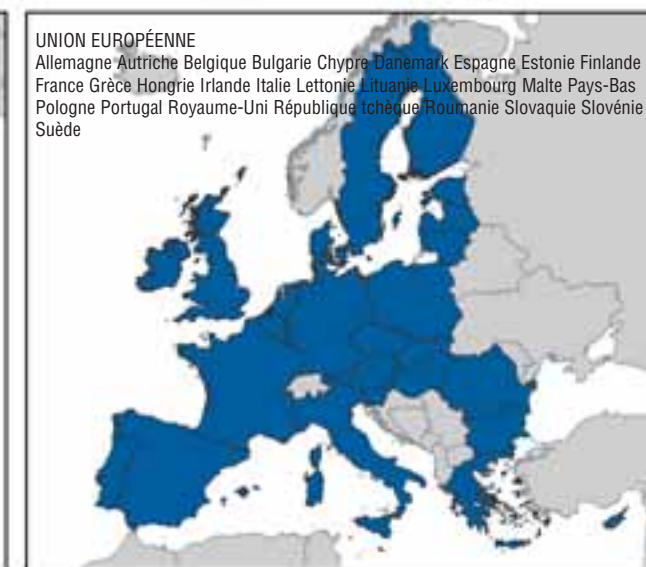 UNION EUROPÉENNE
Allemagne Autriche Belgique Bulgarie Chypre Danemark Espagne Estonie Finlande
France Grèce Hongrie Irlande Italie Lettonie Lituanie Luxembourg Malte Pays-Bas
Pologne Portugal Royaume-Uni République tchèque Roumanie Slovaquie Slovénie
Suède